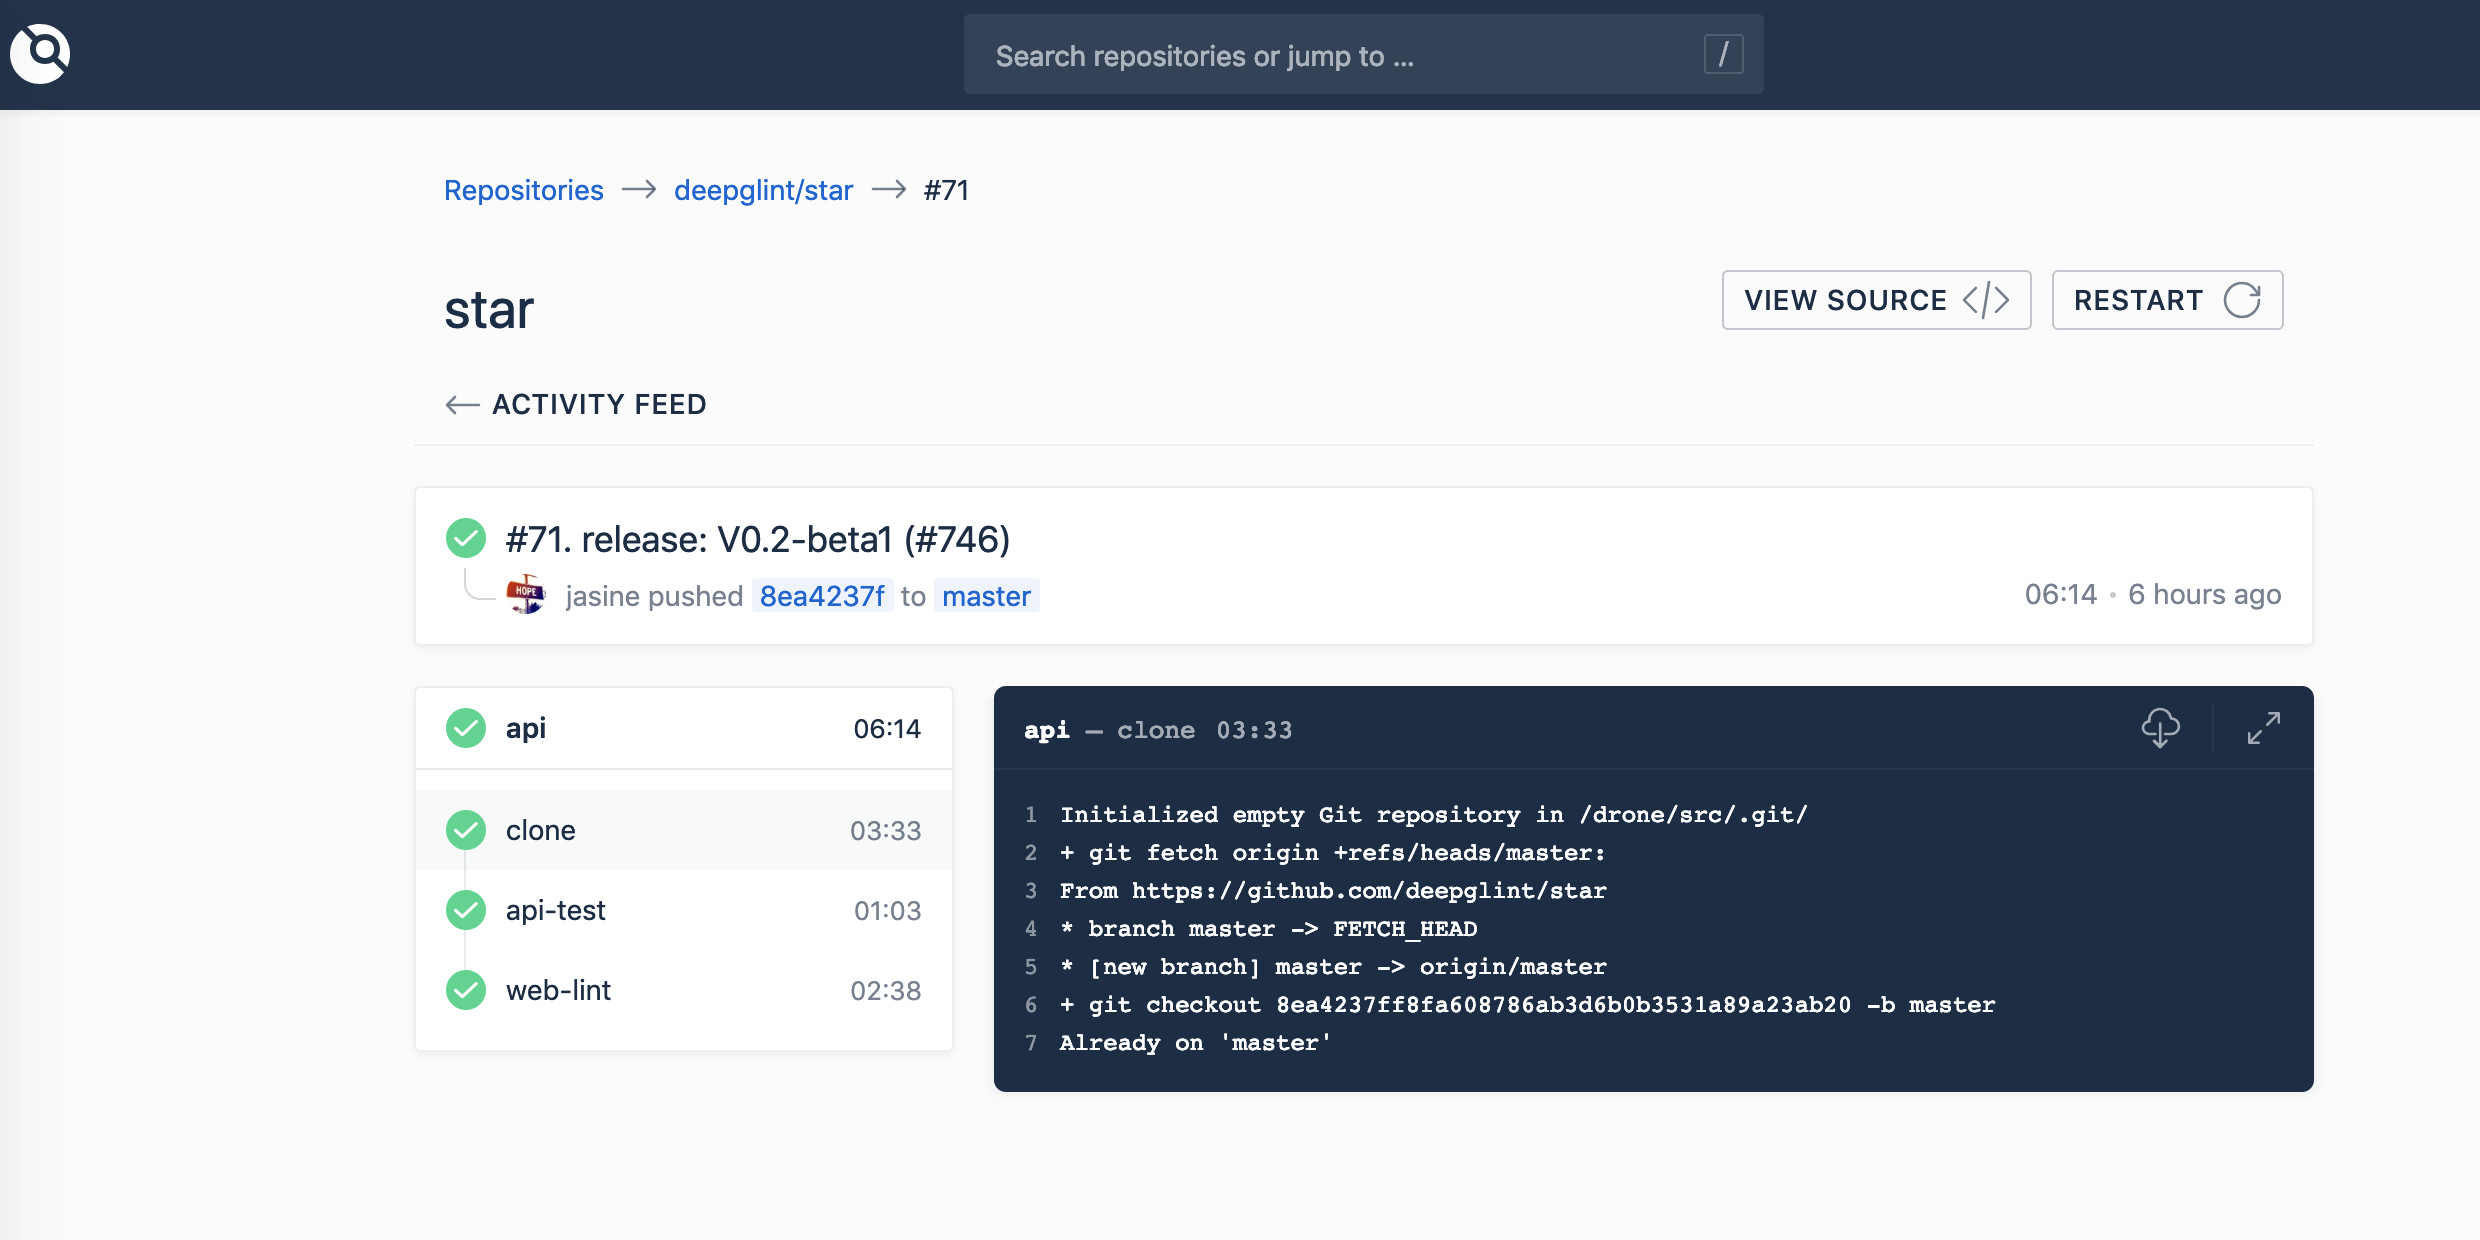 Search repositories or jump to ... /
Repositories → deepglint/star → #71
star
VIEW SOURCE </> RESTART
← ACTIVITY FEED
#71. release: V0.2-beta1 (#746)
HOPE jasine pushed 8ea4237f to master
06:14 • 6 hours ago
api 06:14
clone 03:33
api-test 01:03
web-lint 02:38
api — clone 03:33
1 Initialized empty Git repository in /drone/src/.git/
2 + git fetch origin +refs/heads/master:
3 From https://github.com/deepglint/star
4 * branch master -> FETCH_HEAD
5 * [new branch] master -> origin/master
6 + git checkout 8ea4237ff8fa608786ab3d6b0b3531a89a23ab20 -b master
7 Already on 'master'